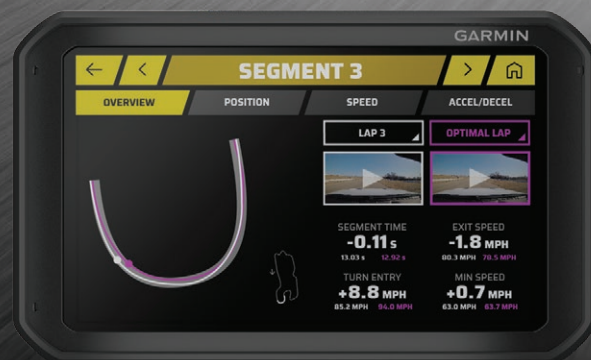 GARMIN
SEGMENT 3
OVERVIEW POSITION SPEED ACCEL/DECEL
LAP 3 OPTIMAL LAP
SEGMENT TIME EXIT SPEED
-0.11 s -1.8 MPH
13.03 s 12.92 s 80.3 MPH 78.5 MPH
TURN ENTRY MIN SPEED
+8.8 MPH +0.7 MPH
85.2 MPH 94.0 MPH 63.0 MPH 63.7 MPH